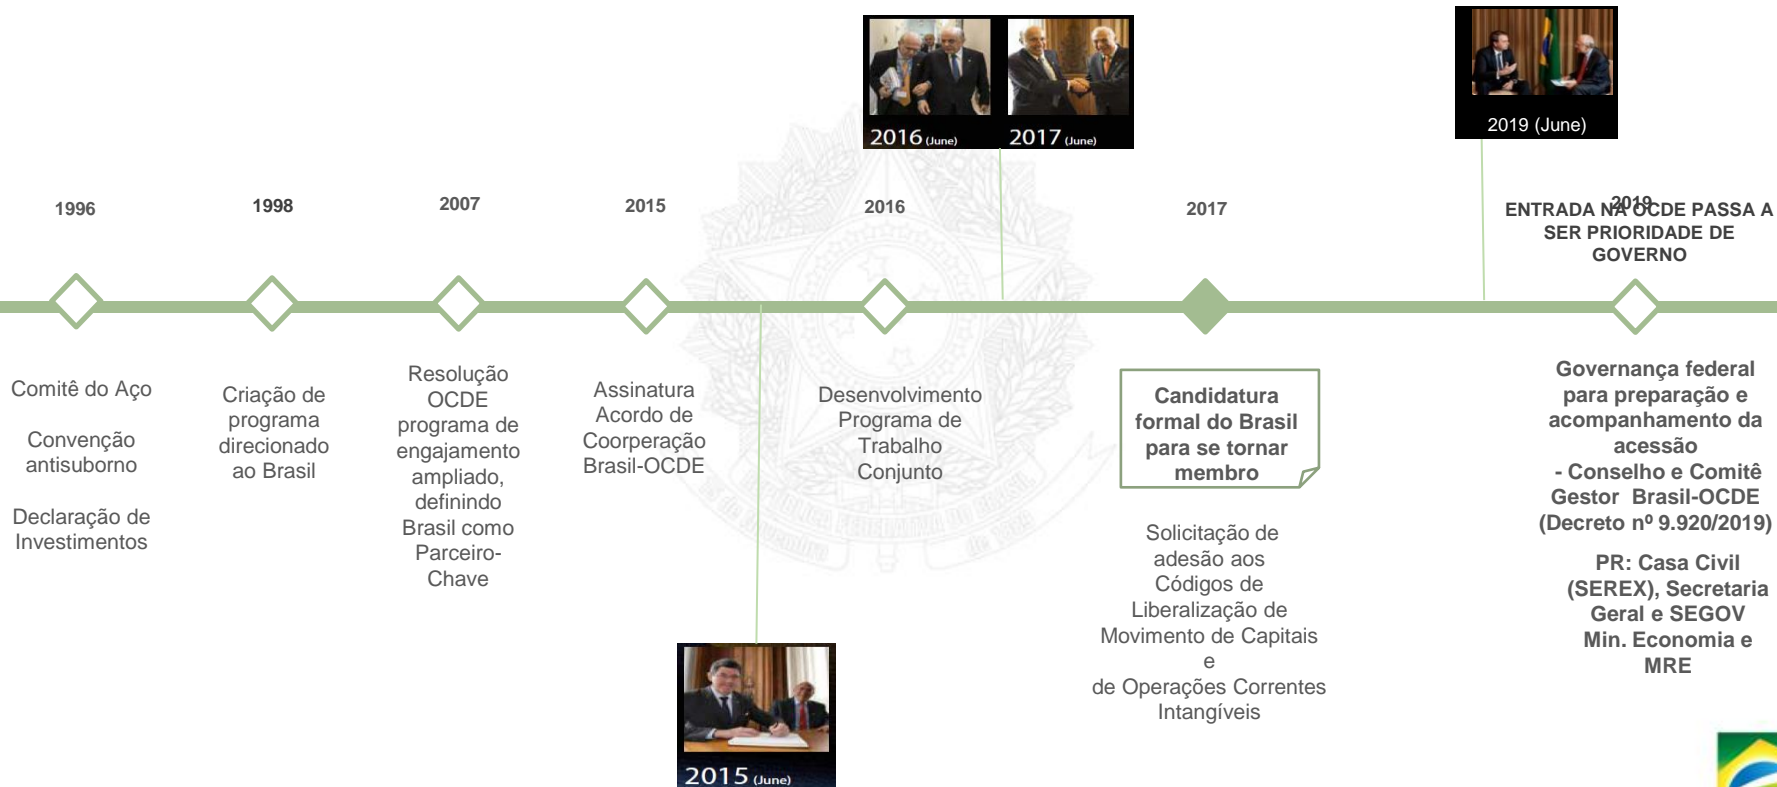 2016 (June)
2017 (June)
2019 (June)
1996
1998
2007
2015
2016
2017
2019
ENTRADA NA OCDE PASSA A
SER PRIORIDADE DE
GOVERNO
Comitê do Aço
Convenção
antisuborno
Declaração de
Investimentos
Criação de
programa
direcionado
ao Brasil
Resolução
OCDE
programa de
engajamento
ampliado,
definindo
Brasil como
Parceiro-
Chave
Assinatura
Acordo de
Coorperação
Brasil-OCDE
Desenvolvimento
Programa de
Trabalho
Conjunto
Candidatura
formal do Brasil
para se tornar
membro
Solicitação de
adesão aos
Códigos de
Liberalização de
Movimento de Capitais
e
de Operações Correntes
Intangíveis
Governança federal
para preparação e
acompanhamento da
acessão
- Conselho e Comitê
Gestor Brasil-OCDE
(Decreto nº 9.920/2019)
PR: Casa Civil
(SEREX), Secretaria
Geral e SEGOV
Min. Economia e
MRE
2015 (June)